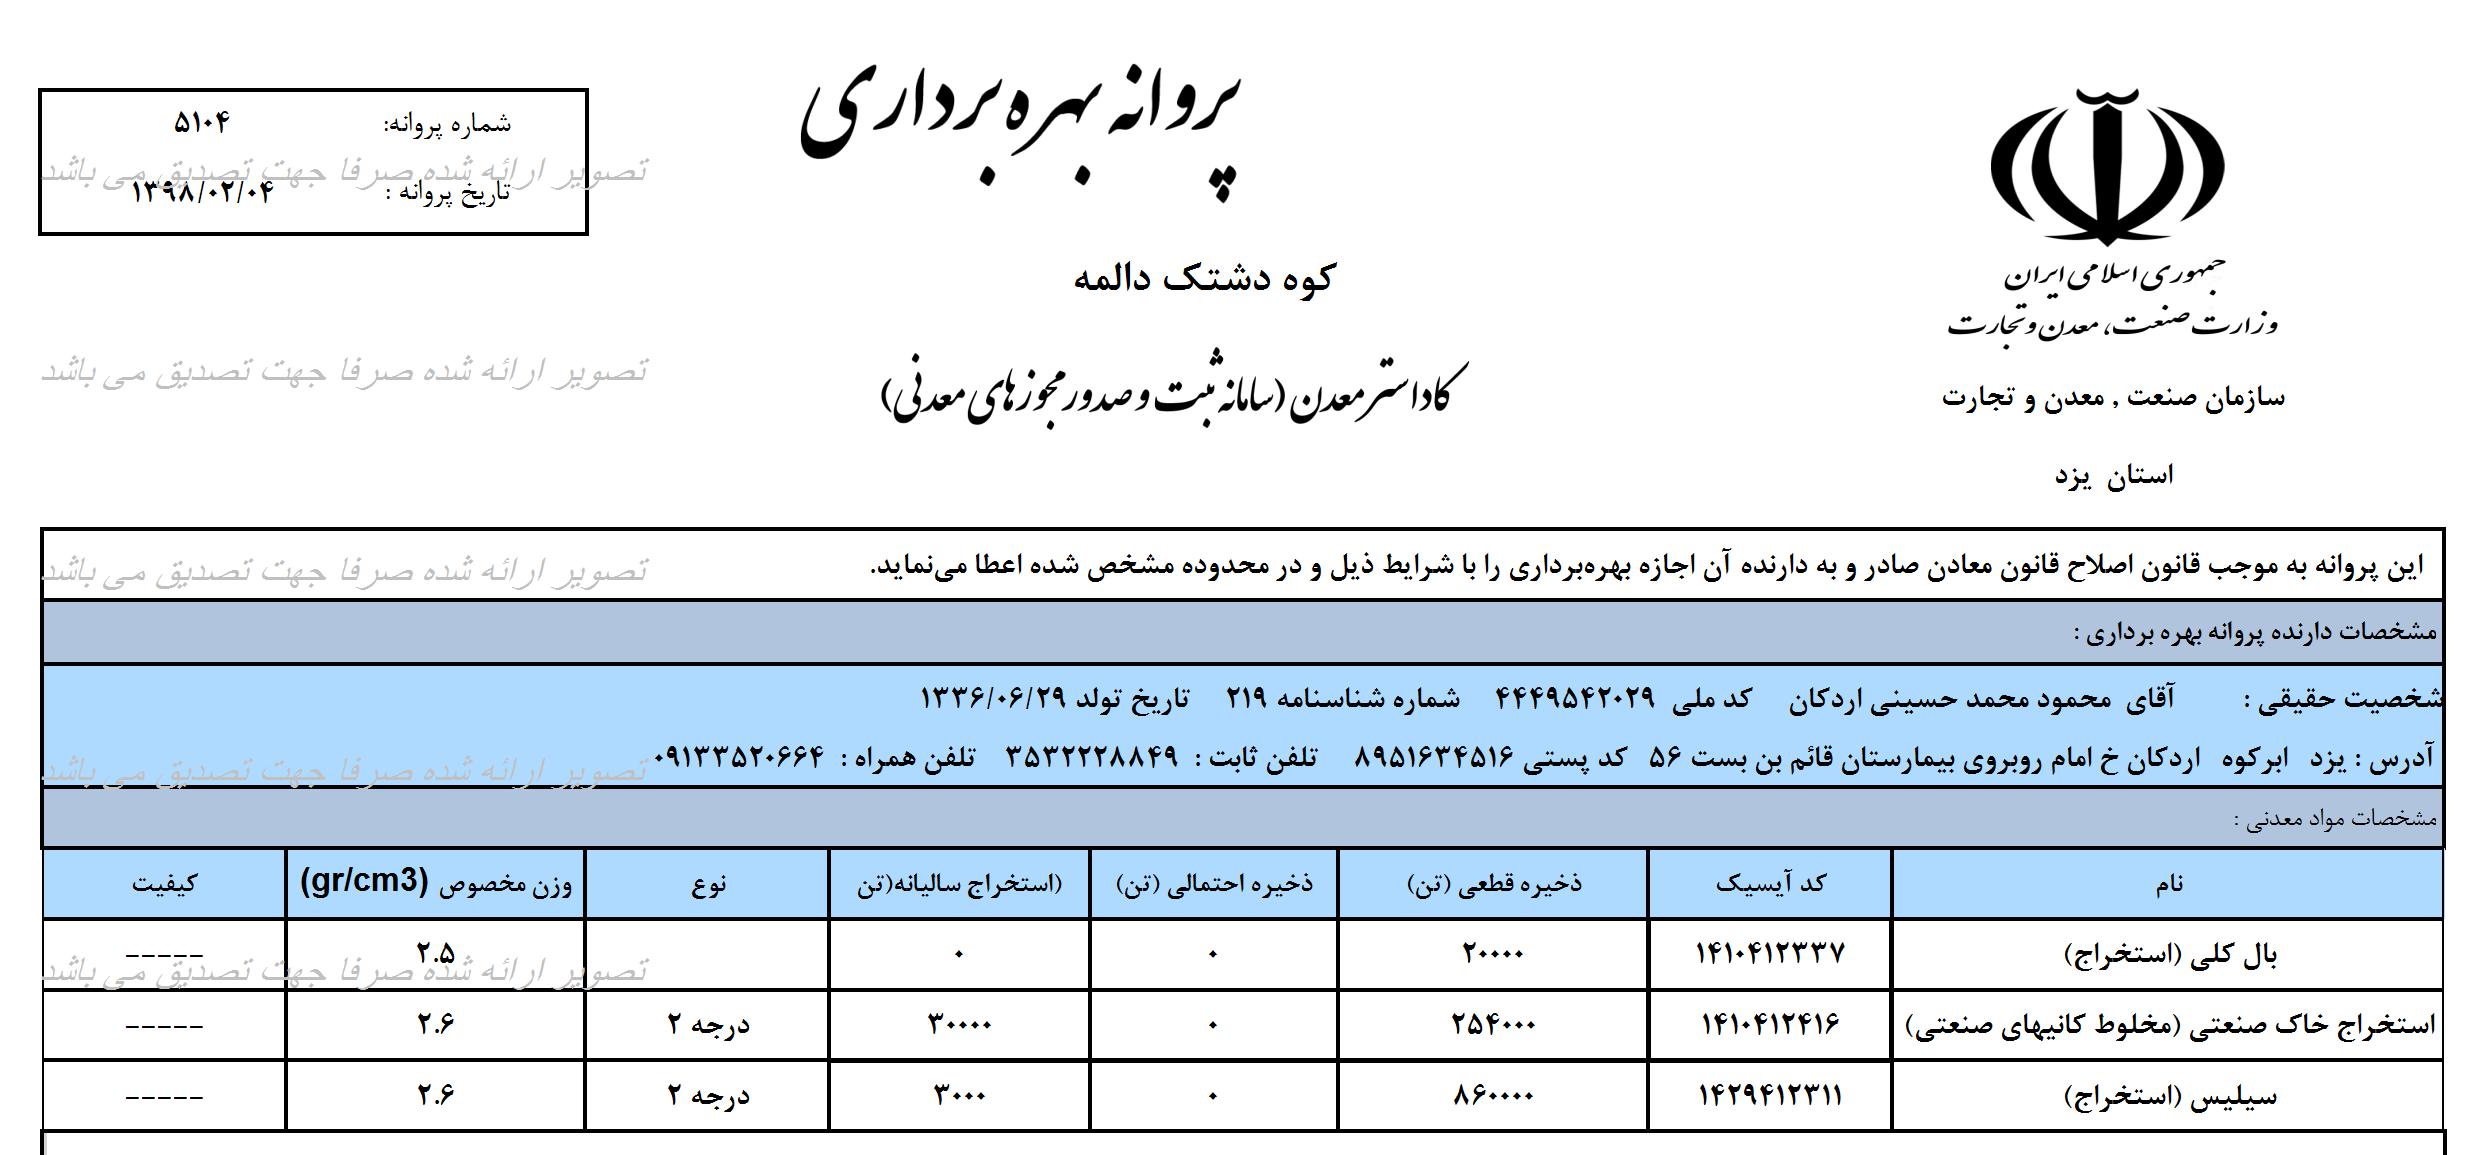 پروانه بهره‌برداری
جمهوری اسلامی ایران
وزارت صنعت، معدن و تجارت
سازمان صنعت , معدن و تجارت
استان یزد
کوه دشتک دالمه
کاداستر معدن (سامانه ثبت و صدور مجوزهای معدنی)
شماره پروانه: ۵۱۰۴
تصویر ارائه شده صرفا جهت تصدیق می باشد
تاریخ پروانه : ۱۳۹۸/۰۲/۰۴
تصویر ارائه شده صرفا جهت تصدیق می باشد
این پروانه به موجب قانون اصلاح قانون معادن صادر و به دارنده آن اجازه بهره‌برداری را با شرایط ذیل و در محدوده مشخص شده اعطا می‌نماید.
تصویر ارائه شده صرفا جهت تصدیق می باشد
مشخصات دارنده پروانه بهره برداری :
شخصیت حقیقی : آقای محمود محمد حسینی اردکان کد ملی ۴۴۴۹۵۴۲۰۲۹ شماره شناسنامه ۲۱۹ تاریخ تولد ۱۳۳۶/۰۶/۲۹
آدرس : یزد ابرکوه اردکان خ امام روبروی بیمارستان قائم بن بست ۵۶ کد پستی ۸۹۵۱۶۳۴۵۱۶ تلفن ثابت : ۳۵۳۲۲۲۸۸۴۹ تلفن همراه : ۰۹۱۳۳۵۲۰۶۶۴
تصویر ارائه شده صرفا جهت تصدیق می باشد
مشخصات مواد معدنی :
نام کد آیسیک ذخیره قطعی (تن) ذخیره احتمالی (تن) (استخراج سالیانه(تن نوع وزن مخصوص (gr/cm3) کیفیت
بال کلی (استخراج) ۱۴۱۰۴۱۲۳۳۷ ۲۰۰۰۰ ۰ ۰ ۲.۵ -----
تصویر ارائه شده صرفا جهت تصدیق می باشد
استخراج خاک صنعتی (مخلوط کانیهای صنعتی) ۱۴۱۰۴۱۲۴۱۶ ۲۵۴۰۰۰ ۰ ۳۰۰۰۰ درجه ۲ ۲.۶ -----
سیلیس (استخراج) ۱۴۲۹۴۱۲۳۱۱ ۸۶۰۰۰۰ ۰ ۳۰۰۰ درجه ۲ ۲.۶ -----